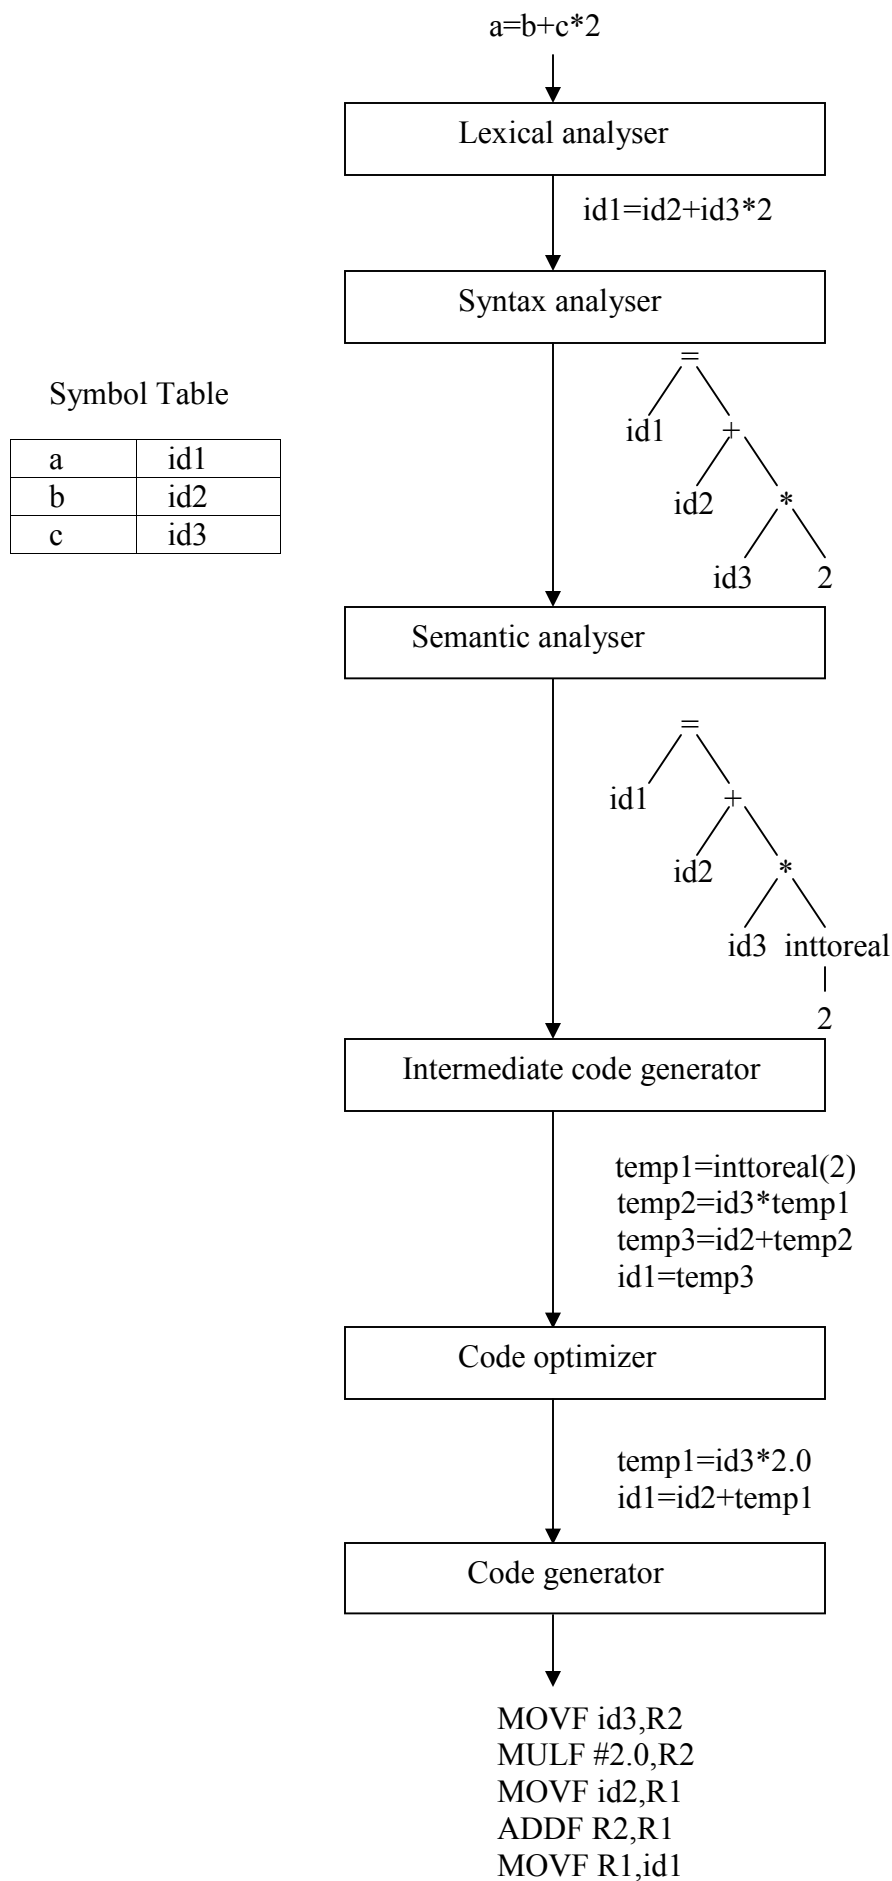 a=b+c*2
Lexical analyser
id1=id2+id3*2
Syntax analyser
Symbol Table
a id1
b id2
c id3
=
id1 +
id2 *
id3 2
Semantic analyser
=
id1 +
id2 *
id3 inttoreal
2
Intermediate code generator
temp1=inttoreal(2)
temp2=id3*temp1
temp3=id2+temp2
id1=temp3
Code optimizer
temp1=id3*2.0
id1=id2+temp1
Code generator
MOVF id3,R2
MULF #2.0,R2
MOVF id2,R1
ADDF R2,R1
MOVF R1,id1